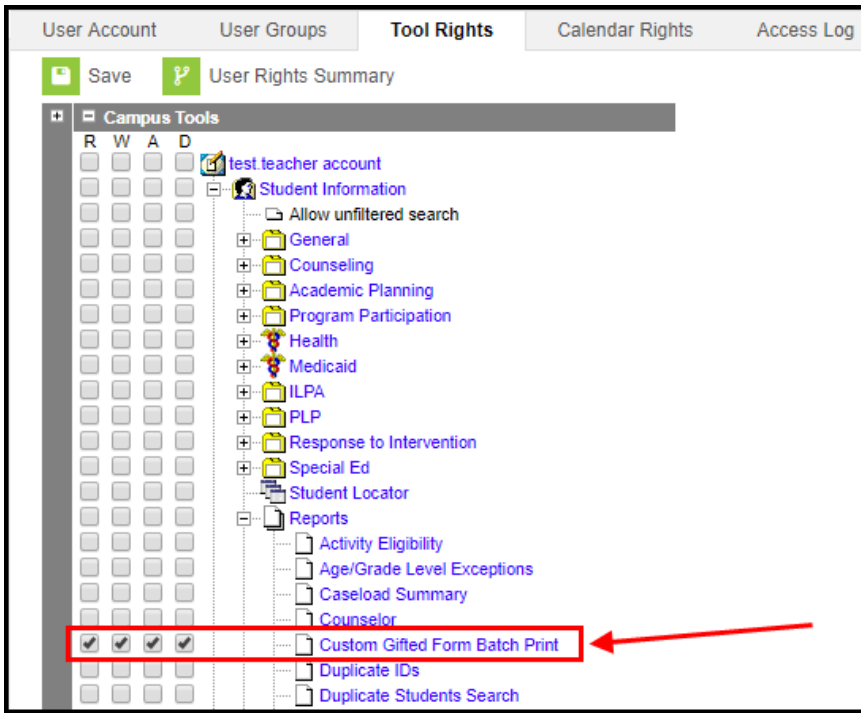 User Account User Groups Tool Rights Calendar Rights Access Log
Save User Rights Summary
Campus Tools
R W A D
test.teacher account
Student Information
Allow unfiltered search
General
Counseling
Academic Planning
Program Participation
Health
Medicaid
ILPA
PLP
Response to Intervention
Special Ed
Student Locator
Reports
Activity Eligibility
Age/Grade Level Exceptions
Caseload Summary
Counselor
Custom Gifted Form Batch Print
Duplicate IDs
Duplicate Students Search